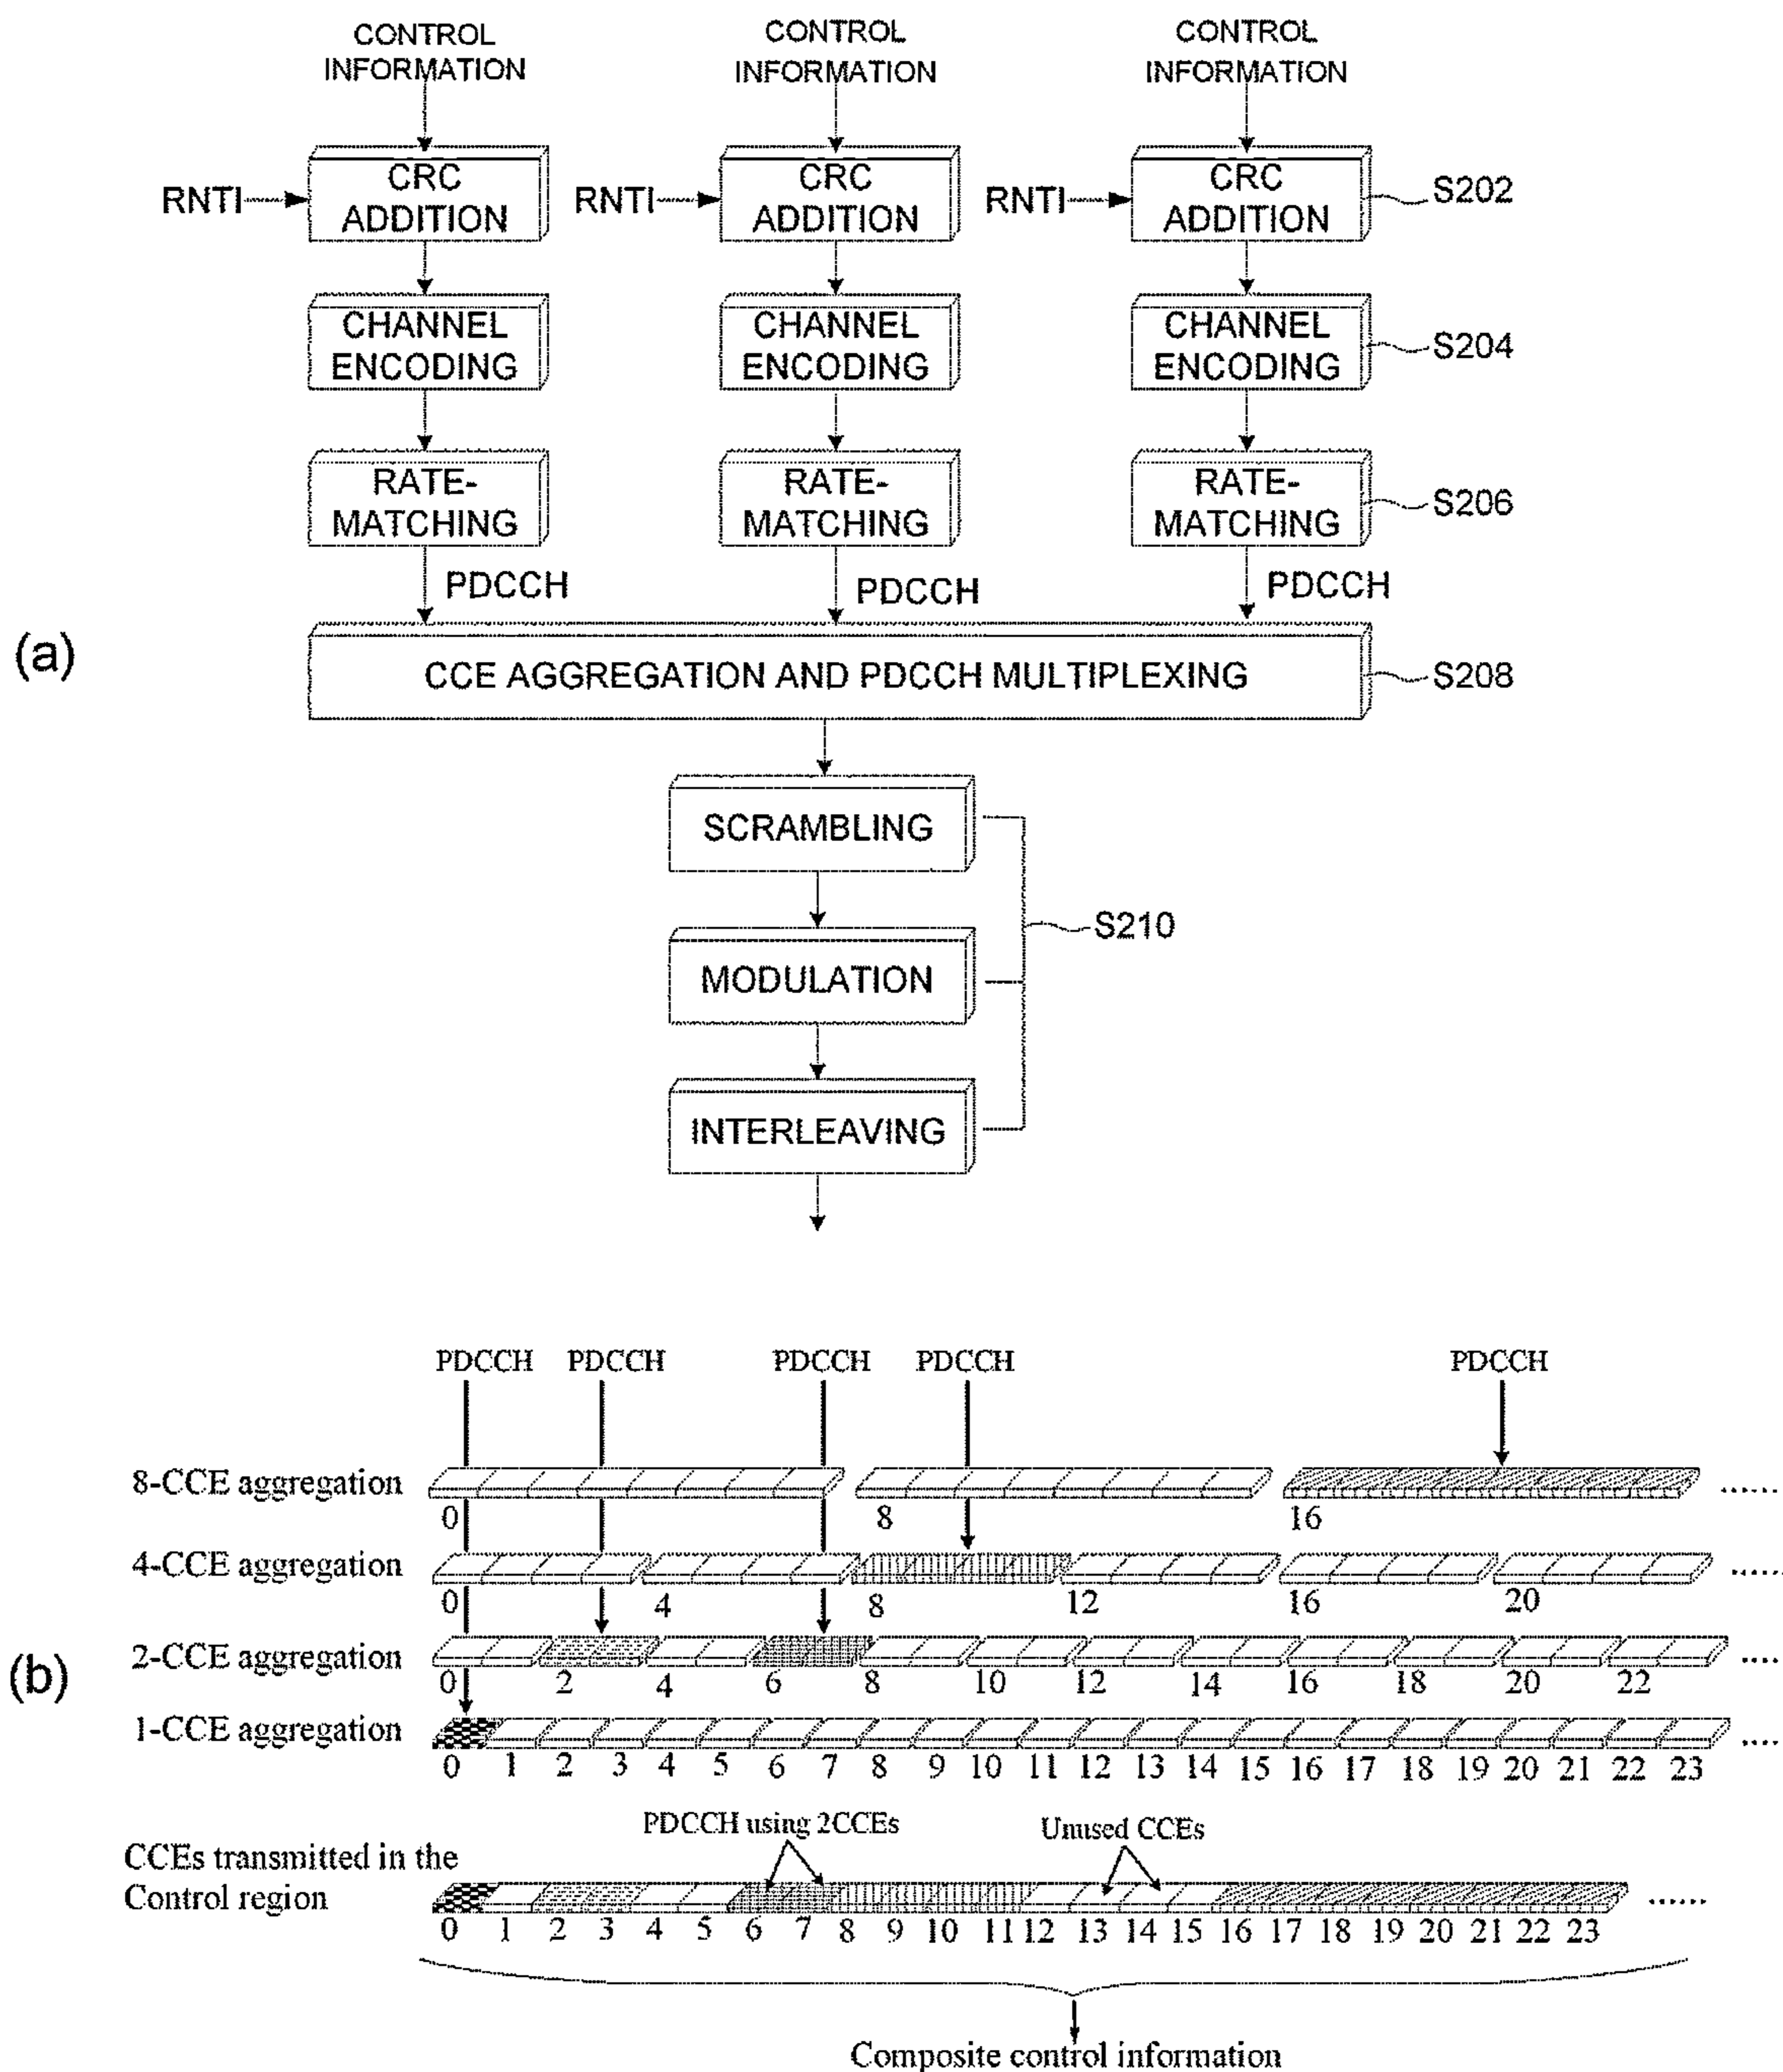 CONTROL INFORMATION
CONTROL INFORMATION
CONTROL INFORMATION
RNTI
CRC ADDITION
RNTI
CRC ADDITION
RNTI
CRC ADDITION
S202
CHANNEL ENCODING
CHANNEL ENCODING
CHANNEL ENCODING
S204
RATE-MATCHING
RATE-MATCHING
RATE-MATCHING
S206
PDCCH
PDCCH
PDCCH
(a)
CCE AGGREGATION AND PDCCH MULTIPLEXING
S208
SCRAMBLING
MODULATION
S210
INTERLEAVING
PDCCH PDCCH PDCCH PDCCH PDCCH
8-CCE aggregation
......
0 8 16
4-CCE aggregation
......
0 4 8 12 16 20
(b)
2-CCE aggregation
....
0 2 4 6 8 10 12 14 16 18 20 22
1-CCE aggregation
....
0 1 2 3 4 5 6 7 8 9 10 11 12 13 14 15 16 17 18 19 20 21 22 23
PDCCH using 2CCEs
Unused CCEs
CCEs transmitted in the
Control region
......
0 1 2 3 4 5 6 7 8 9 10 11 12 13 14 15 16 17 18 19 20 21 22 23
Composite control information